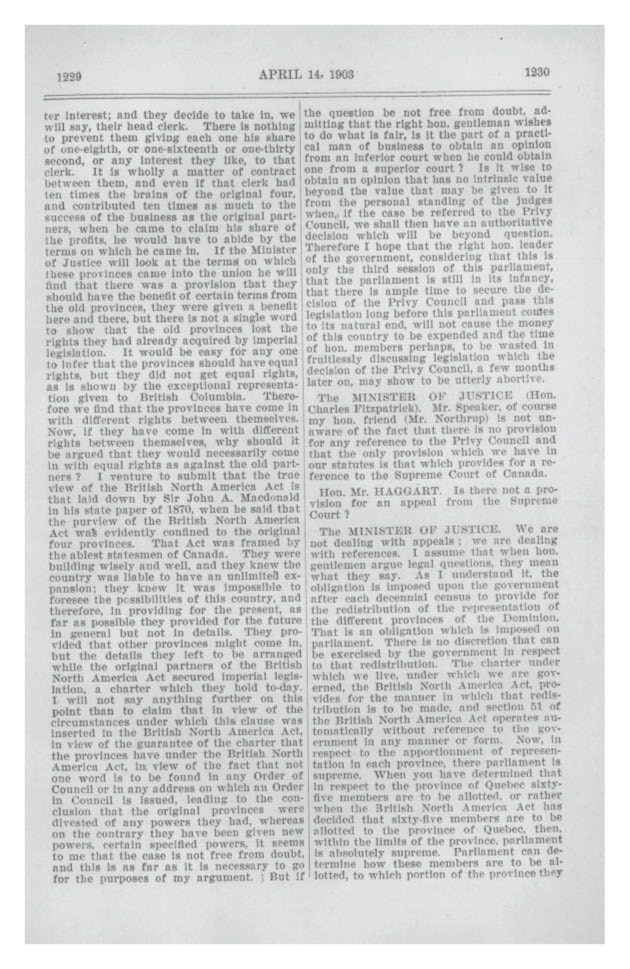 1229
APRIL 14, 1903
1230
ter interest; and they decide to take in, we
will say, their head clerk. There is nothing
to prevent them giving each one his share
of one-eighth, or one-sixteenth or one-thirty
second, or any interest they like, to that
clerk. It is wholly a matter of contract
between them, and even if that clerk had
ten times the brains of the original four,
and contributed ten times as much to the
success of the business as the original part-
ners, when he came to claim his share of
the profits, he would have to abide by the
terms on which he came in. If the Minister
of Justice will look at the terms on which
these provinces came into the union he will
find that there was a provision that they
should have the benefit of certain terms from
the old provinces, they were given a benefit
here and there, but there is not a single word
to show that the old provinces lost the
rights they had already acquired by imperial
legislation. It would be easy for any one
to infer that the provinces should have equal
rights, but they did not get equal rights,
as is shown by the exceptional representa-
tion given to British Columbia. There-
fore we find that the provinces have come in
with different rights between themselves.
Now, if they have come in with different
rights between themselves, why should it
be argued that they would necessarily come
in with equal rights as against the old part-
ners ? I venture to submit that the true
view of the British North America Act is
that laid down by Sir John A. Macdonald
in his state paper of 1870, when he said that
the purview of the British North America
Act was evidently confined to the original
four provinces. That Act was framed by
the ablest statesmen of Canada. They were
building wisely and well, and they knew the
country was liable to have an unlimited ex-
pansion; they knew it was impossible to
foresee the possibilities of this country, and
therefore, in providing for the present, as
far as possible they provided for the future
in general but not in details. They pro-
vided that other provinces might come in,
but the details they left to be arranged
while the original partners of the British
North America Act secured imperial legis-
lation, a charter which they hold to-day.
I will not say anything further on this
point than to claim that in view of the
circumstances under which this clause was
inserted in the British North America Act,
in view of the guarantee of the charter that
the provinces have under the British North
America Act, in view of the fact that not
one word is to be found in any Order of
Council or in any address on which an Order
in Council is issued, leading to the con-
clusion that the original provinces were
divested of any powers they had, whereas
on the contrary they have been given new
powers, certain specified powers, it seems
to me that the case is not free from doubt,
and this is as far as it is necessary to go
for the purposes of my argument. ; But if
the question be not free from doubt, ad-
mitting that the right hon. gentleman wishes
to do what is fair, is it the part of a practi-
cal man of business to obtain an opinion
from an inferior court when he could obtain
one from a superior court ? Is it wise to
obtain an opinion that has no intrinsic value
beyond the value that may be given to it
from the personal standing of the judges
when, if the case be referred to the Privy
Council, we shall then have an authoritative
decision which will be beyond question.
Therefore I hope that the right hon. leader
of the government, considering that this is
only the third session of this parliament,
that the parliament is still in its infancy,
that there is ample time to secure the de-
cision of the Privy Council and pass this
legislation long before this parliament comes
to its natural end, will not cause the money
of this country to be expended and the time
of hon. members perhaps, to be wasted in
fruitlessly discussing legislation which the
decision of the Privy Council, a few months
later on, may show to be utterly abortive.
The MINISTER OF JUSTICE (Hon.
Charles Fitzpatrick). Mr. Speaker, of course
my hon. friend (Mr. Northrup) is not un-
aware of the fact that there is no provision
for any reference to the Privy Council and
that the only provision which we have in
our statutes is that which provides for a re-
ference to the Supreme Court of Canada.
Hon. Mr. HAGGART. Is there not a pro-
vision for an appeal from the Supreme
Court ?
The MINISTER OF JUSTICE. We are
not dealing with appeals ; we are dealing
with references. I assume that when hon.
gentlemen argue legal questions, they mean
what they say. As I understand it, the
obligation is imposed upon the government
after each decennial census to provide for
the redistribution of the representation of
the different provinces of the Dominion.
That is an obligation which is imposed on
parliament. There is no discretion that can
be exercised by the government in respect
to that redistribution. The charter under
which we live, under which we are gov-
erned, the British North America Act, pro-
vides for the manner in which that redis-
tribution is to be made, and section 51 of
the British North America Act operates au-
tomatically without reference to the gov-
ernment in any manner or form. Now, in
respect to the apportionment of represen-
tation in each province, there parliament is
supreme. When you have determined that
in respect to the province of Quebec sixty-
five members are to be allotted, or rather
when the British North America Act has
decided that sixty-five members are to be
allotted to the province of Quebec, then,
within the limits of the province, parliament
is absolutely supreme. Parliament can de-
termine how these members are to be al-
lotted, to which portion of the province they